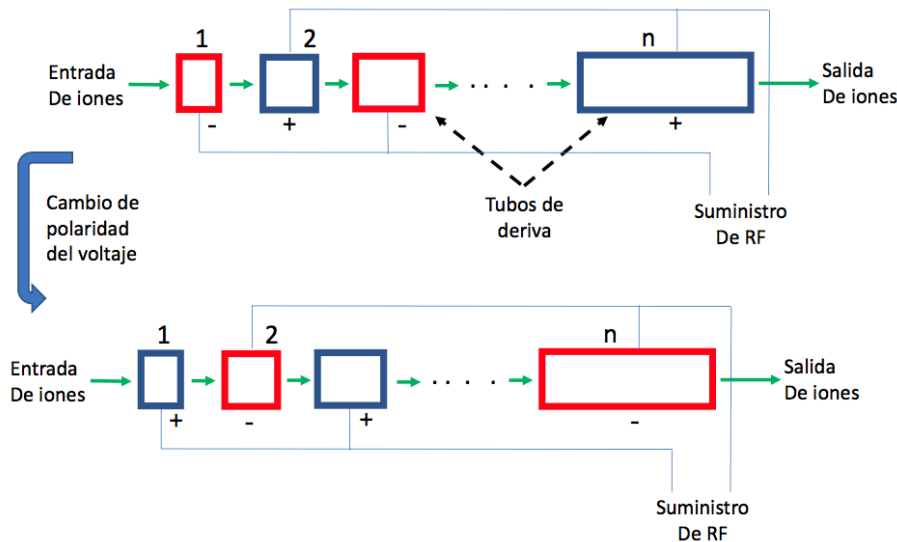 1
2
n
Entrada
De iones
Salida
De iones
-
+
-
+
Cambio de
polaridad
del voltaje
Tubos de
deriva
Suministro
De RF
1
2
n
Entrada
De iones
Salida
De iones
+
-
+
-
Suministro
De RF